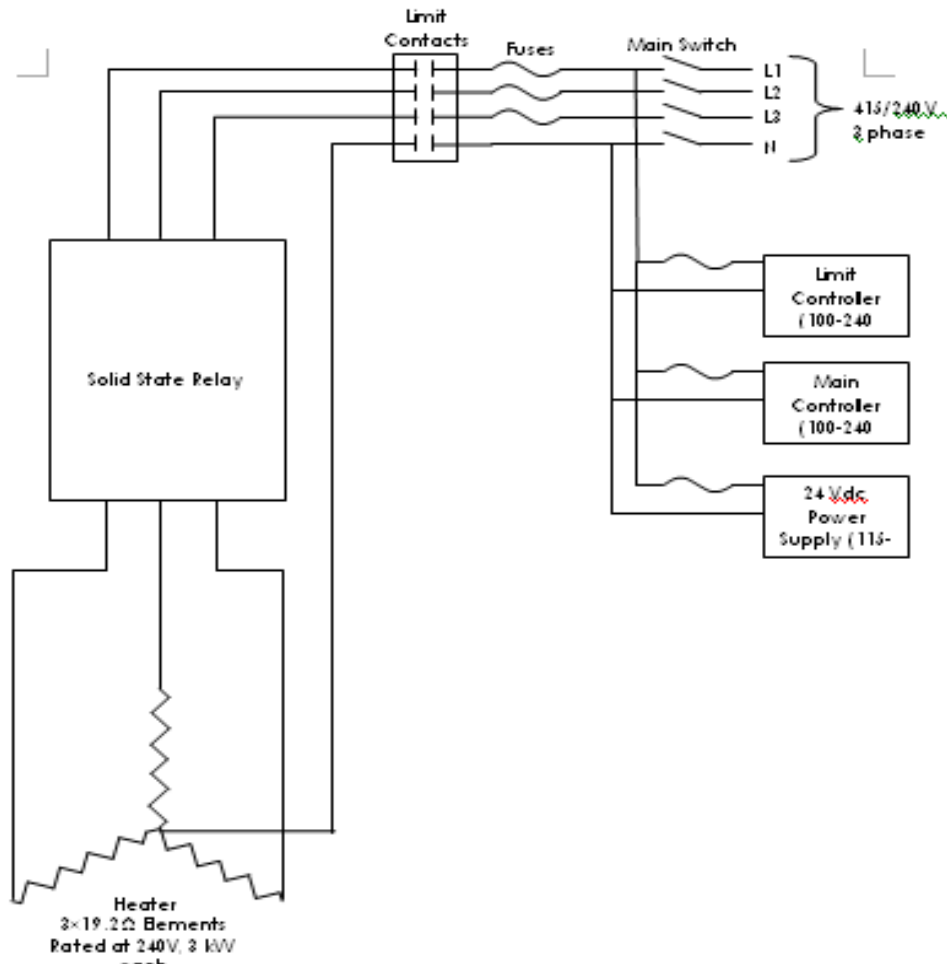 Limit
Contacts
Fuses
Main Switch
L1
L2
L3
N
415/240 V
3 phase
Limit
Controller
(100-240
Solid State Relay
Main
Controller
(100-240
24 Vdc
Power
Supply (115-
Heater
3×19.2Ω Elements
Rated at 240V, 3 kW